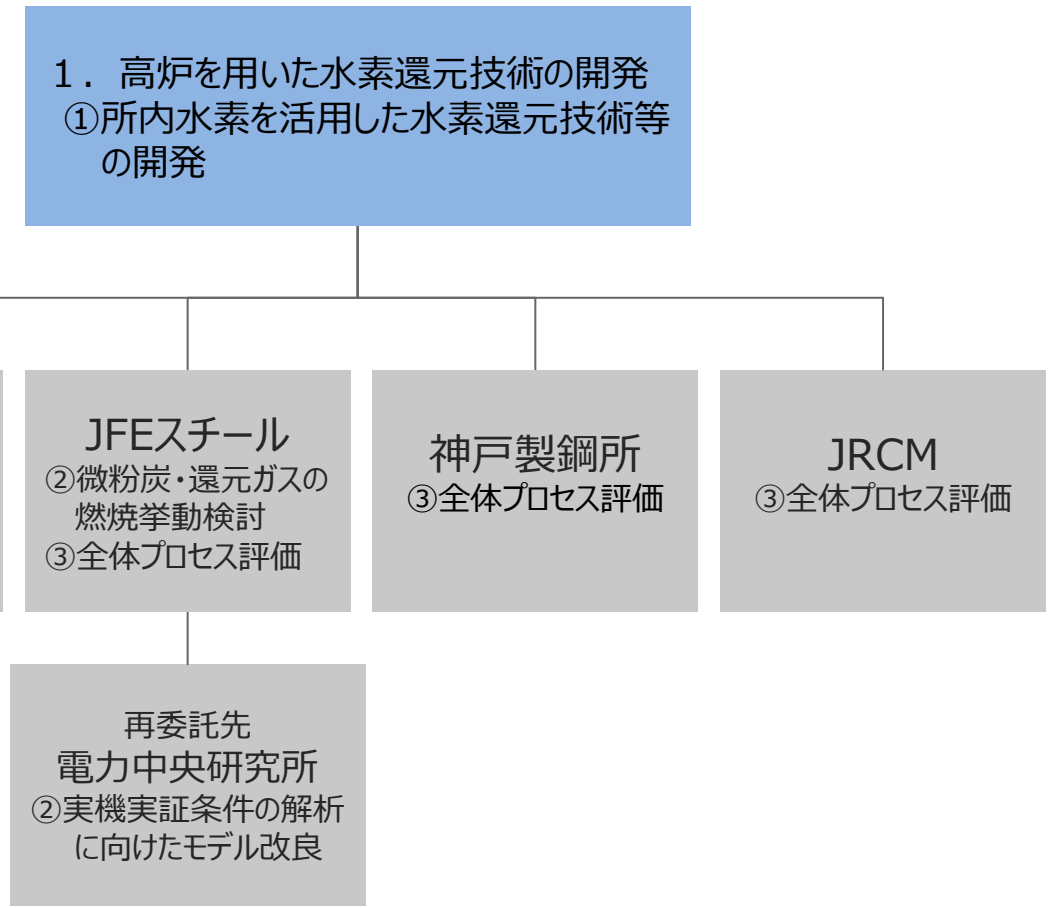 １．高炉を用いた水素還元技術の開発
①所内水素を活用した水素還元技術等
の開発
JFEスチール
②微粉炭・還元ガスの
燃焼挙動検討
③全体プロセス評価
神戸製鋼所
③全体プロセス評価
JRCM
③全体プロセス評価
再委託先
電力中央研究所
②実機実証条件の解析
に向けたモデル改良